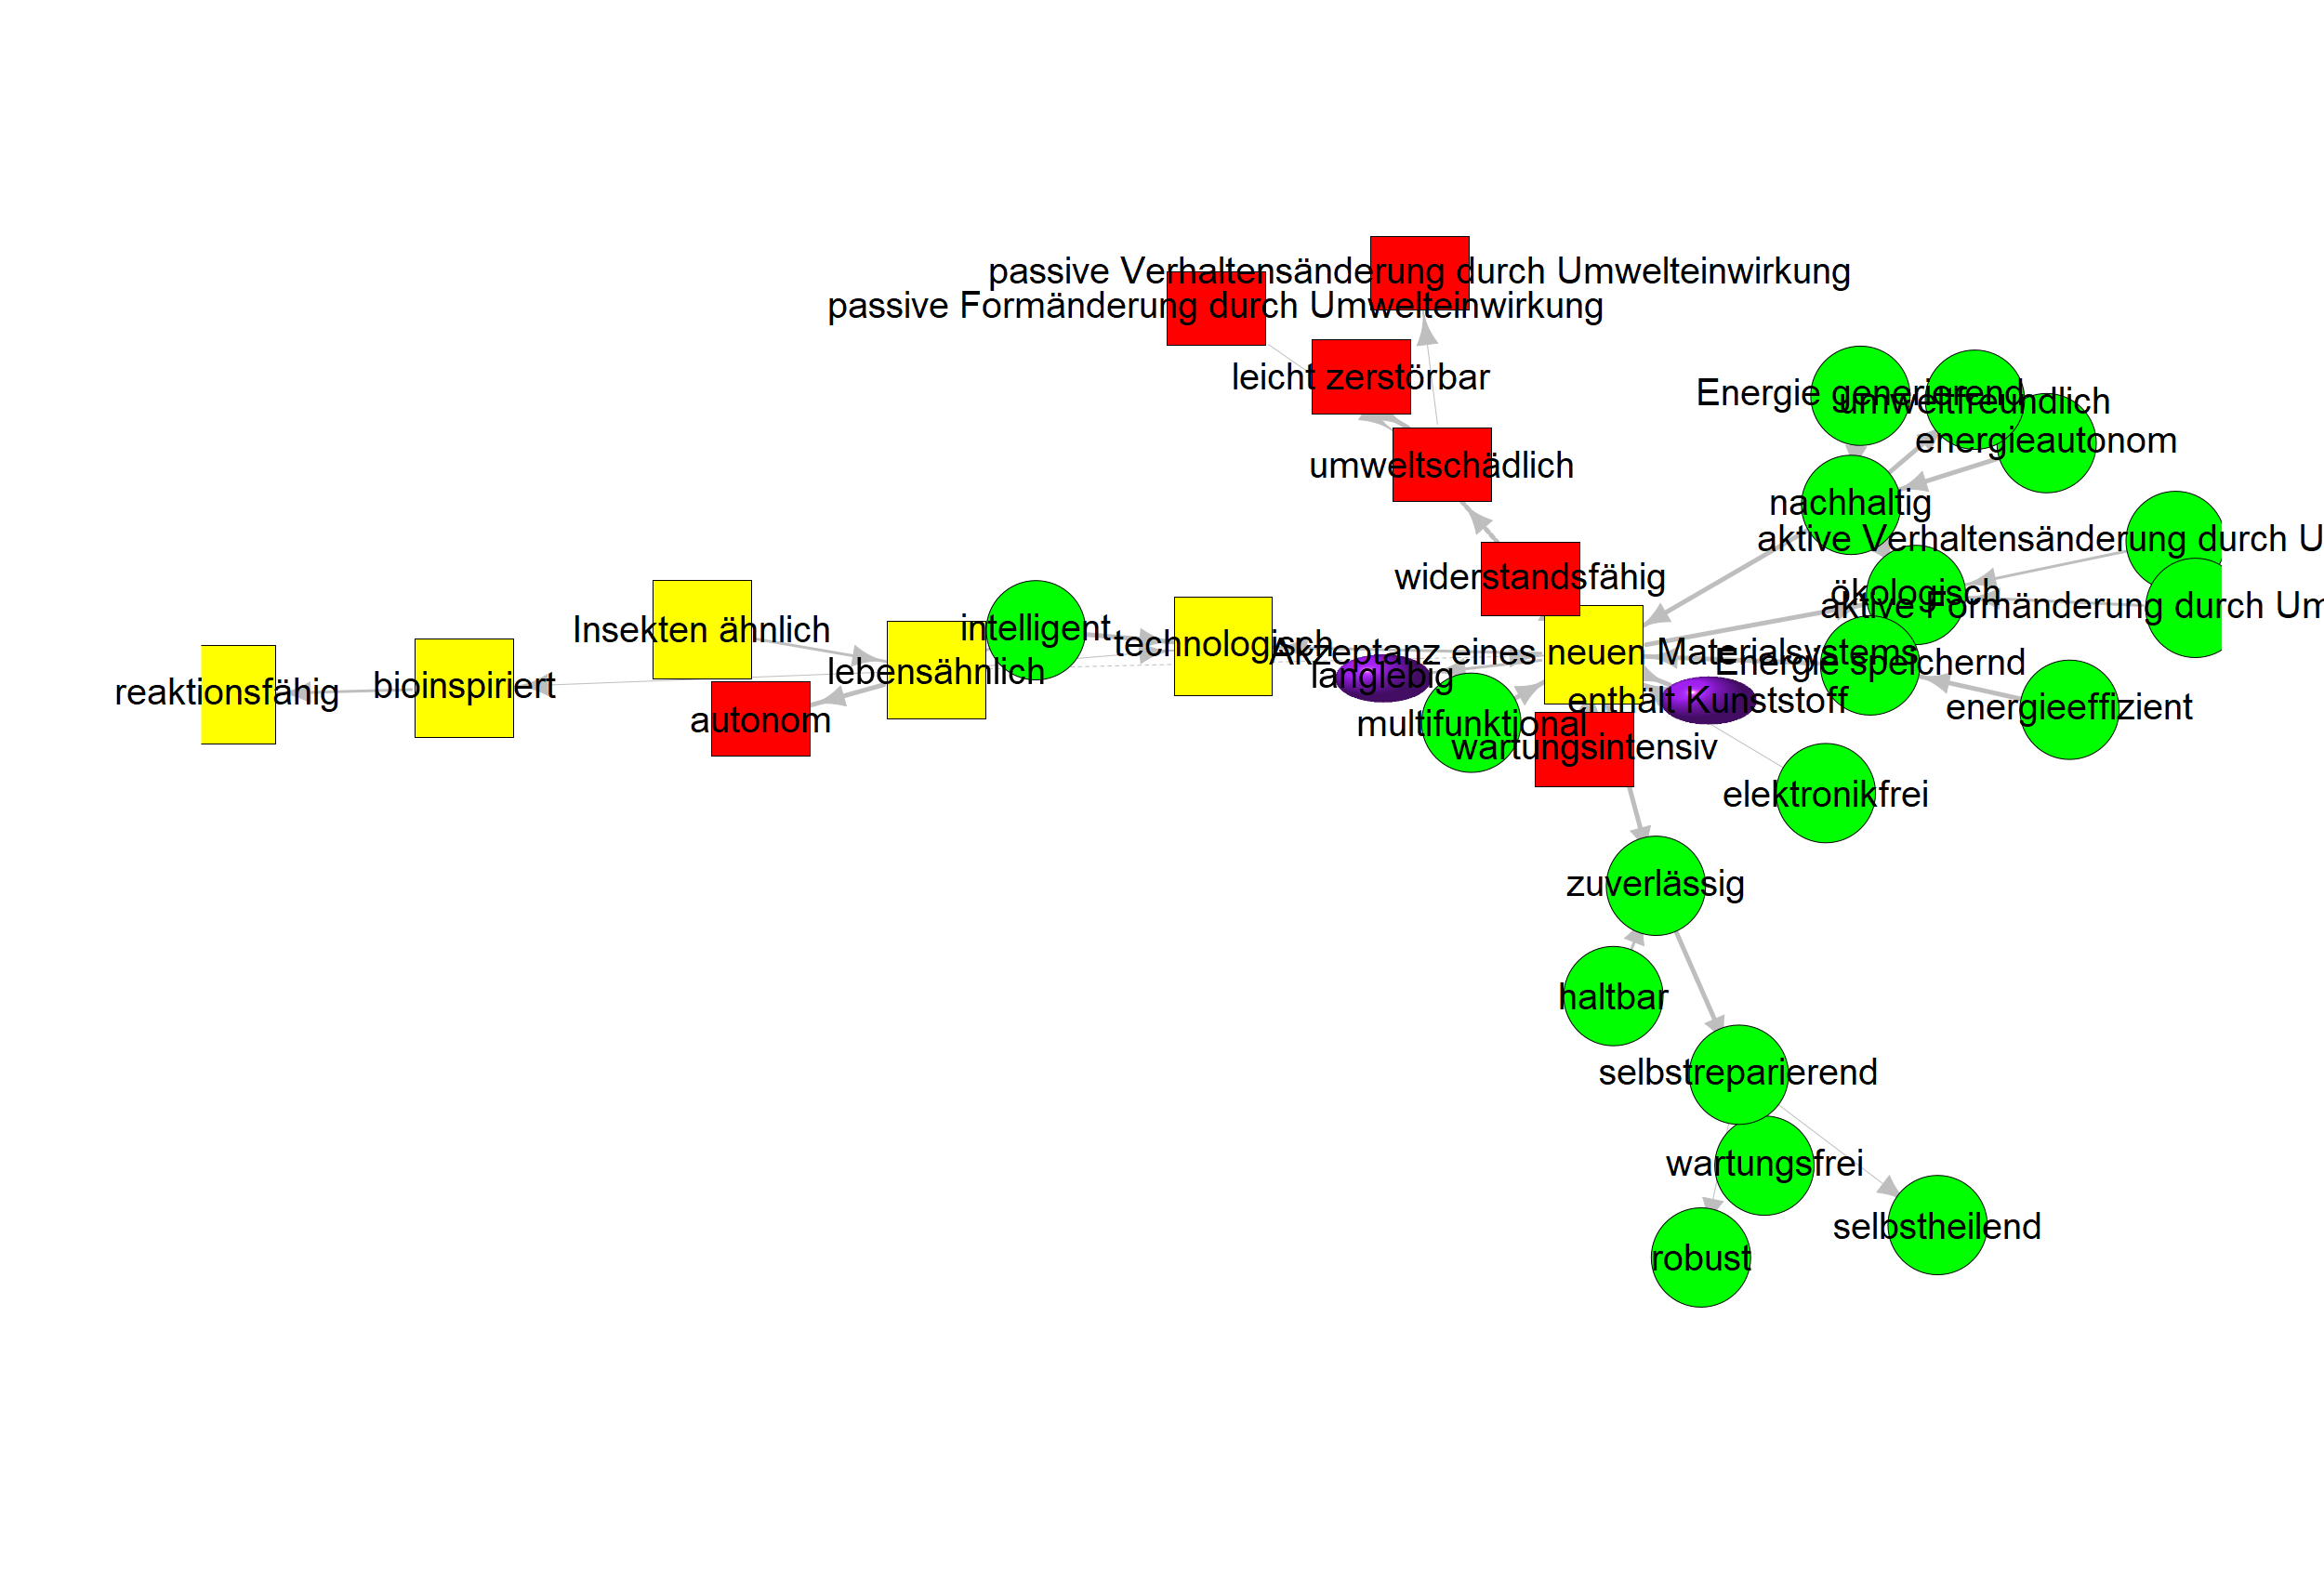 passive Verhaltensänderung durch Umwelteinwirkung
passive Formänderung durch Umwelteinwirkung
leicht zerstörbar
Energie generierend
umweltfreundlich
energieautonom
umweltschädlich
nachhaltig
aktive Verhaltensänderung durch U
widerstandsfähig
ökologisch
aktive Formänderung durch Um
Insekten ähnlich
intelligent
technologisch
Akzeptanz eines neuen Materialsystems
Energie speichernd
lebensähnlich
langlebig
reaktionsfähig
bioinspiriert
enthält Kunststoff
energieeffizient
autonom
multifunktional
wartungsintensiv
elektronikfrei
zuverlässig
haltbar
selbstreparierend
wartungsfrei
selbstheilend
robust